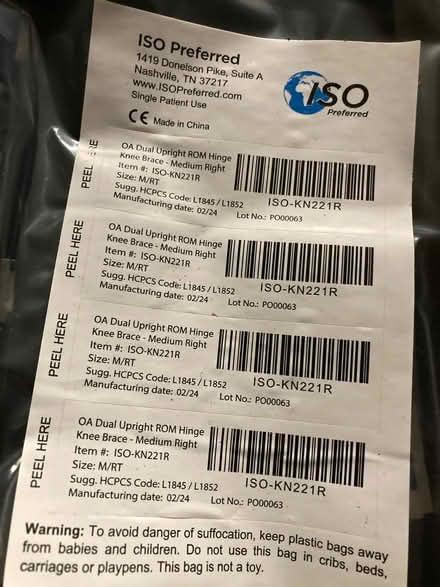 ISO Preferred
1419 Donelson Pike, Suite A
Nashville, TN 37217
www.ISOPreferred.com
Single Patient Use
CE Made in China
ISO
Preferred
PEEL HERE
OA Dual Upright ROM Hinge
Knee Brace - Medium Right
Item #: ISO-KN221R
Size: M/RT
Sugg. HCPCS Code: L1845 / L1852
Manufacturing date: 02/24
ISO-KN221R
Lot No.: PO00063
PEEL HERE
OA Dual Upright ROM Hinge
Knee Brace - Medium Right
Item #: ISO-KN221R
Size: M/RT
Sugg. HCPCS Code: L1845 / L1852
Manufacturing date: 02/24
ISO-KN221R
Lot No.: PO00063
PEEL HERE
OA Dual Upright ROM Hinge
Knee Brace - Medium Right
Item #: ISO-KN221R
Size: M/RT
Sugg. HCPCS Code: L1845 / L1852
Manufacturing date: 02/24
ISO-KN221R
Lot No.: PO00063
PEEL HERE
OA Dual Upright ROM Hinge
Knee Brace - Medium Right
Item #: ISO-KN221R
Size: M/RT
Sugg. HCPCS Code: L1845 / L1852
Manufacturing date: 02/24
ISO-KN221R
Lot No.: PO00063
Warning: To avoid danger of suffocation, keep plastic bags away
from babies and children. Do not use this bag in cribs, beds,
carriages or playpens. This bag is not a toy.